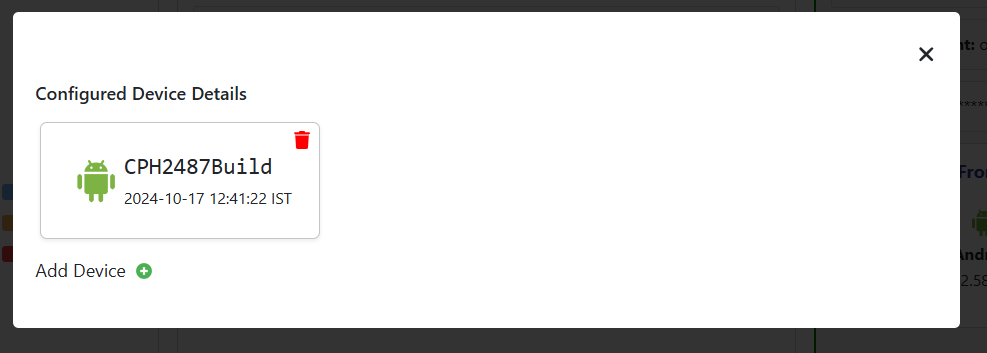 Configured Device Details
CPH2487Build
2024-10-17 12:41:22 IST
Add Device